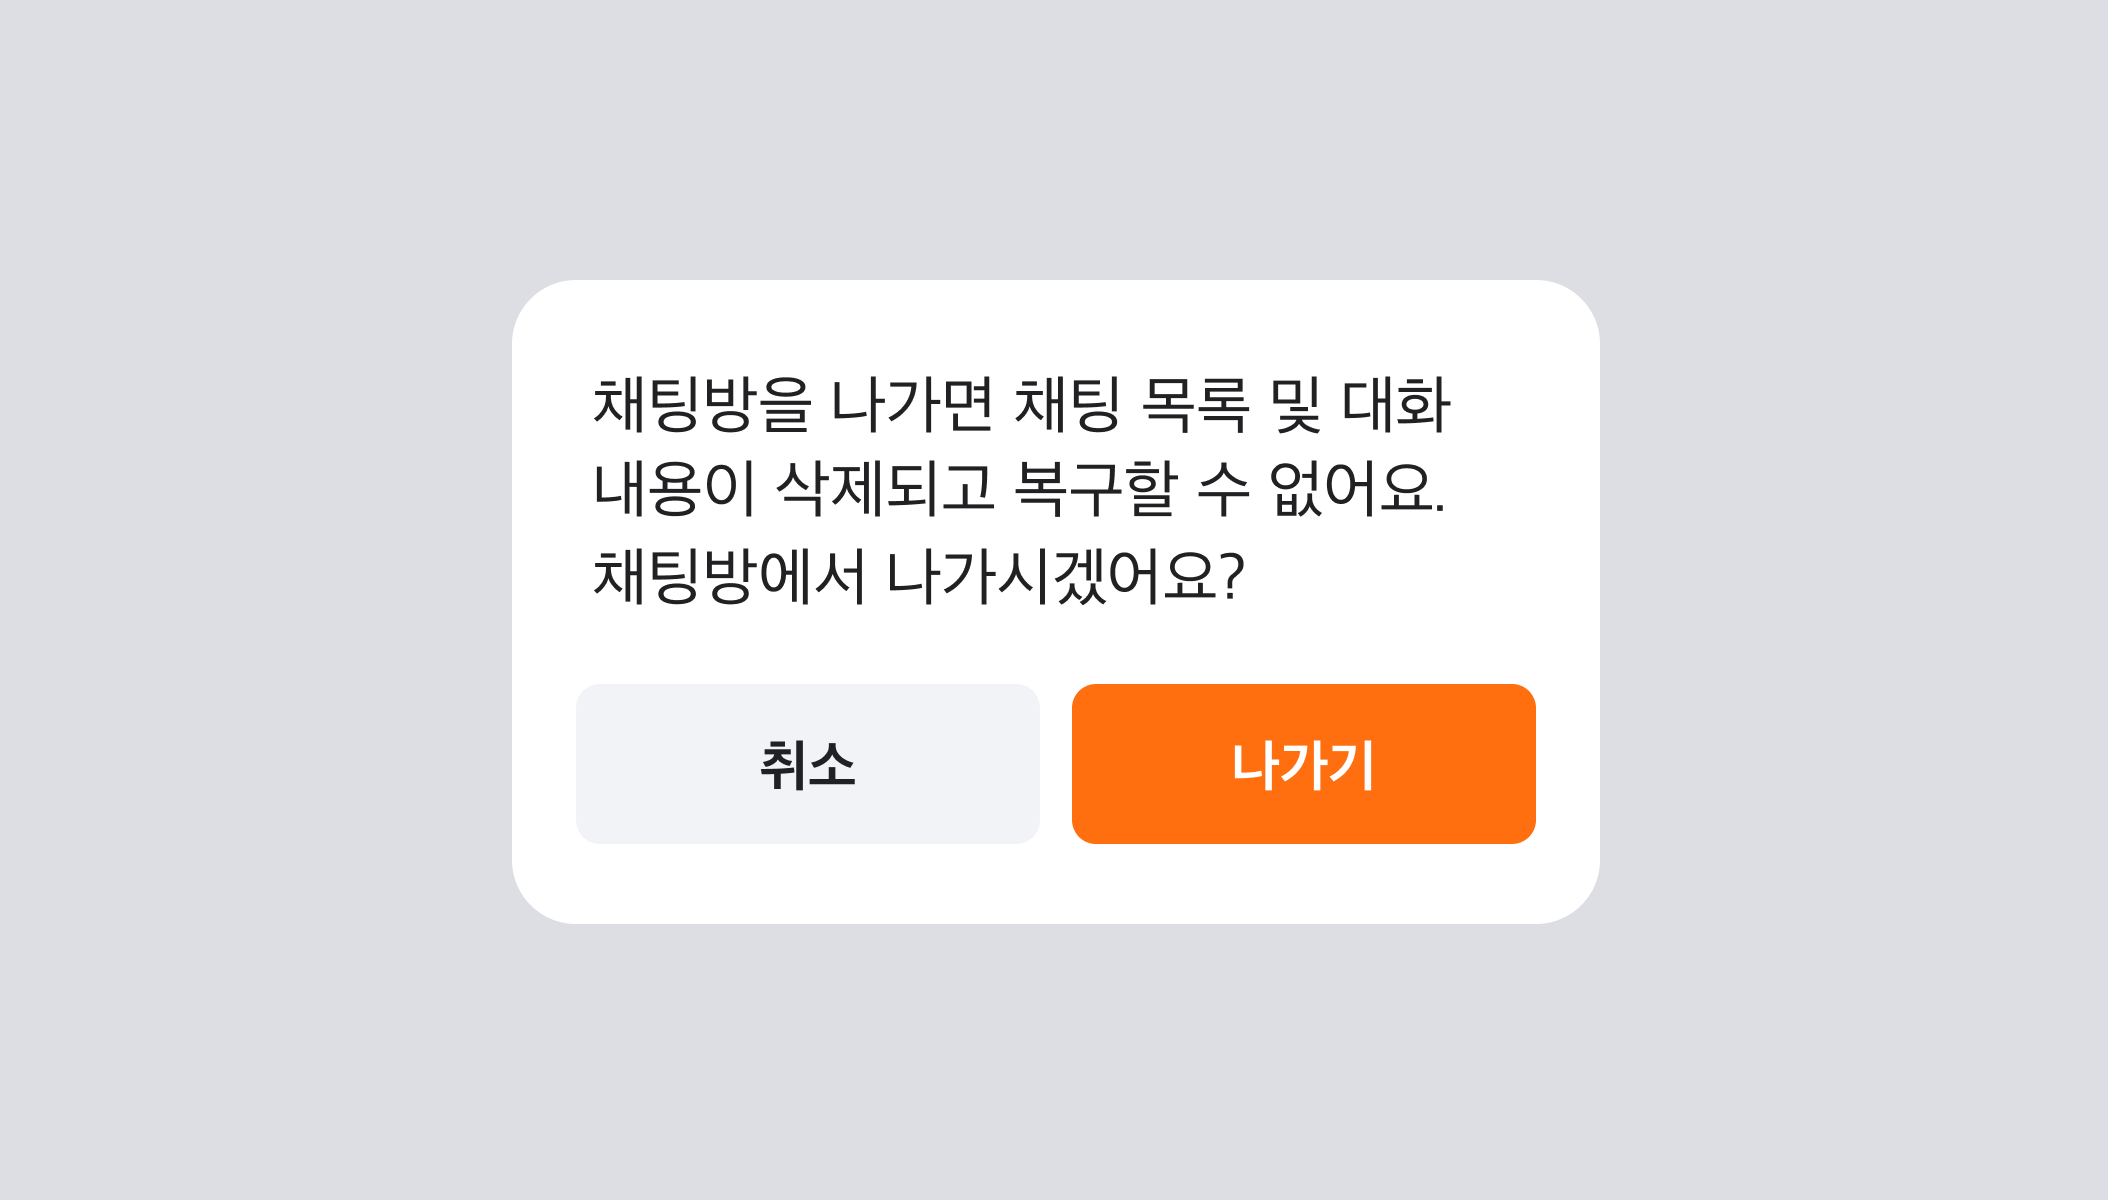 채팅방을 나가면 채팅 목록 및 대화
내용이 삭제되고 복구할 수 없어요.
채팅방에서 나가시겠어요?
취소
나가기